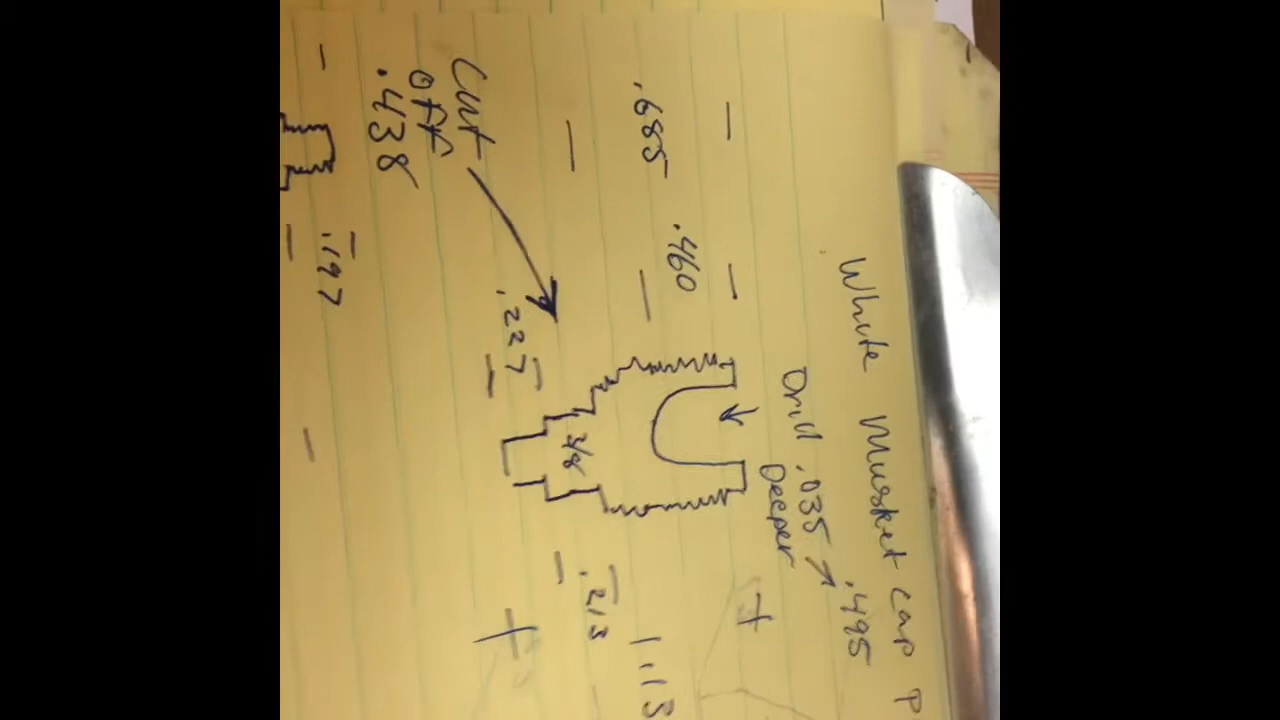 White Musket cap P
.495
Drill .035
Deeper
.460
.685
1.113
.213
3/8
.227
Cut
off
.438
.197